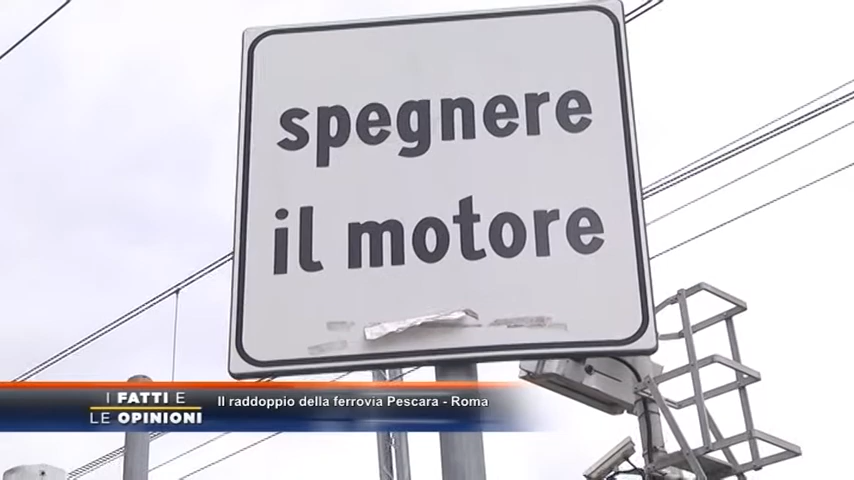 spegnere
il motore
I FATTI E
LE OPINIONI
Il raddoppio della ferrovia Pescara - Roma